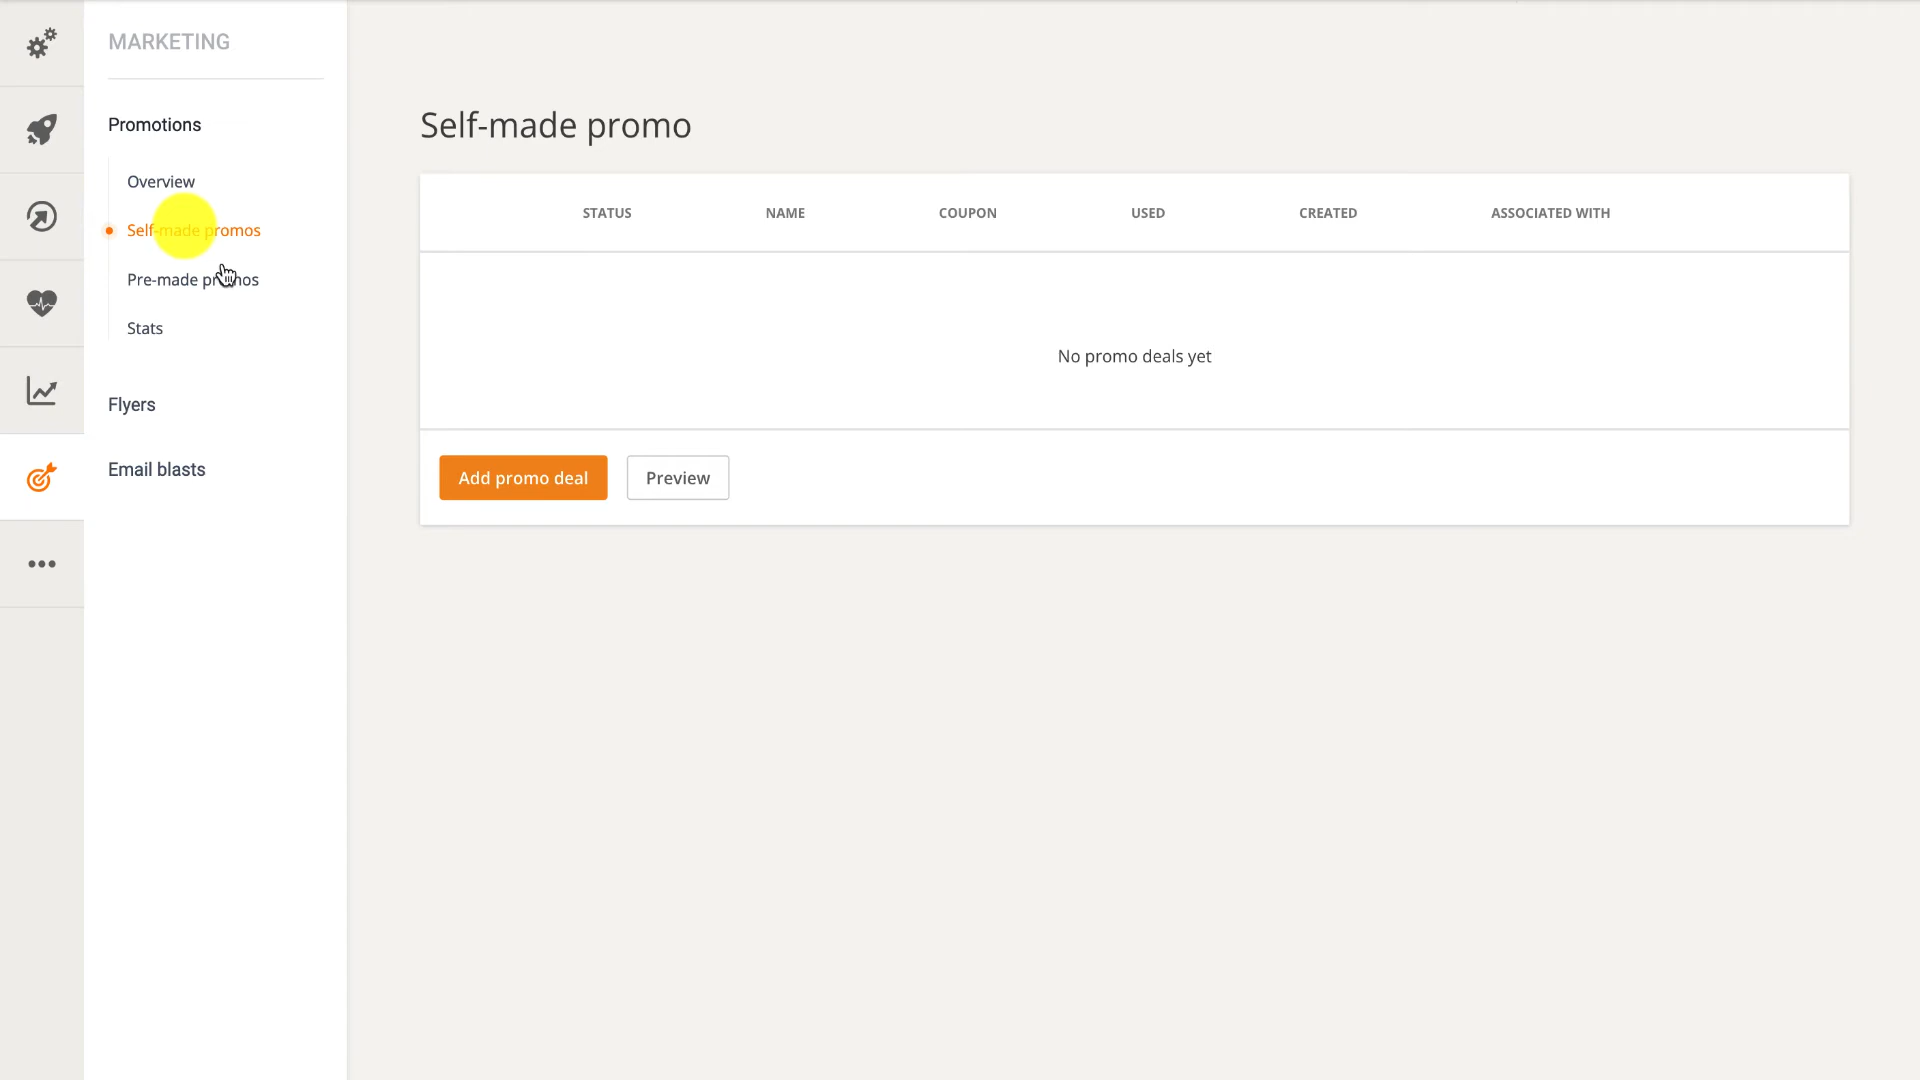 MARKETING
Promotions
Overview
Self-made promos
Pre-made promos
Stats
Flyers
Email blasts
Self-made promo
STATUS NAME COUPON USED CREATED ASSOCIATED WITH
No promo deals yet
Add promo deal Preview